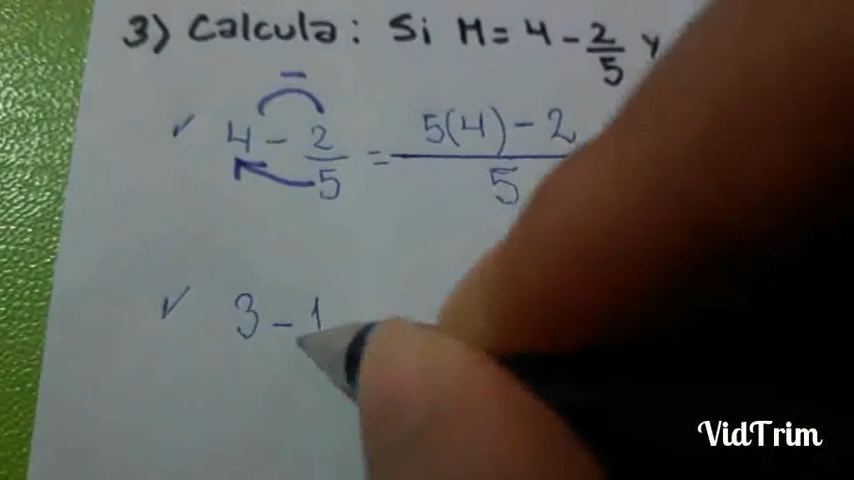 3) Calcula: Si M = 4 - 2/5 y
-
✓ 4 - 2/5 = 5(4) - 2/5
✓ 3 - 1
VidTrim